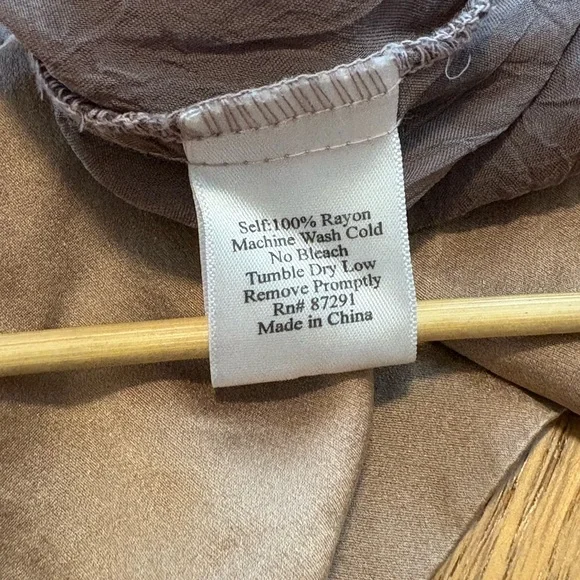 Self:100% Rayon
Machine Wash Cold
No Bleach
Tumble Dry Low
Remove Promptly
Rn# 87291
Made in China